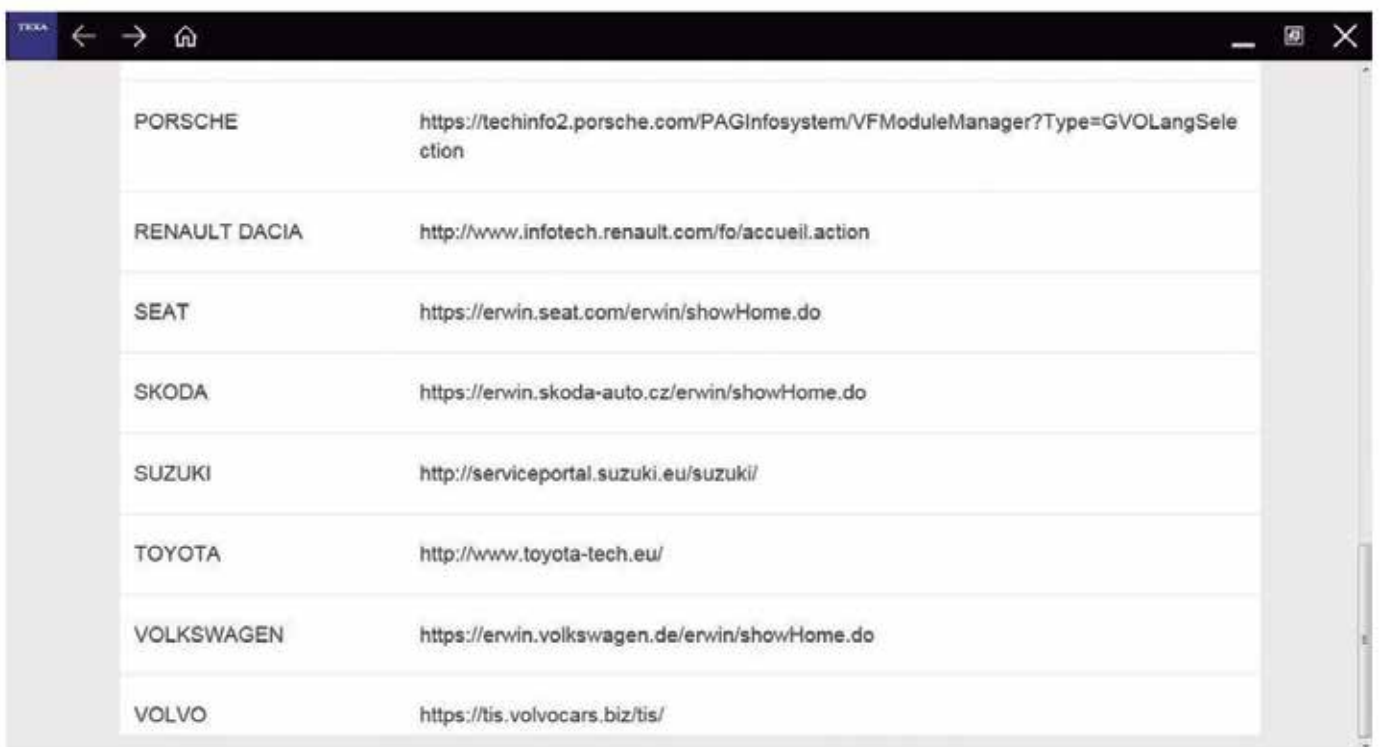 TEXA
PORSCHE https://techinfo2.porsche.com/PAGInfosystem/VFModuleManager?Type=GVOLangSele
ction
RENAULT DACIA http://www.infotech.renault.com/fo/accueil.action
SEAT https://erwin.seat.com/erwin/showHome.do
SKODA https://erwin.skoda-auto.cz/erwin/showHome.do
SUZUKI http://serviceportal.suzuki.eu/suzuki/
TOYOTA http://www.toyota-tech.eu/
VOLKSWAGEN https://erwin.volkswagen.de/erwin/showHome.do
VOLVO https://tis.volvocars.biz/tis/